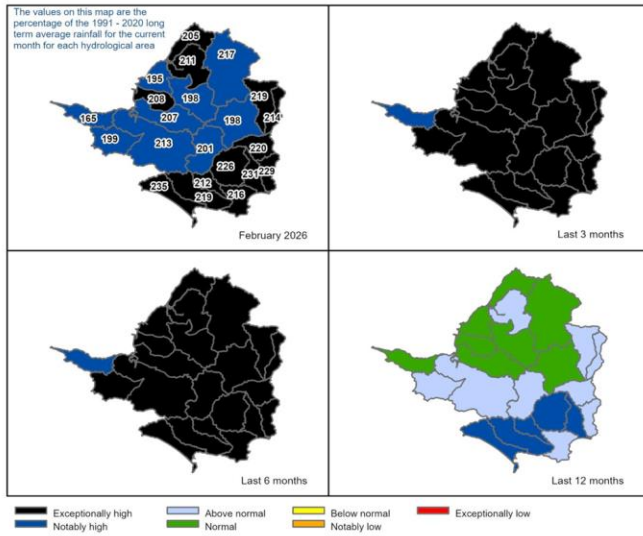 The values on this map are the
percentage of the 1991 - 2020 long
term average rainfall for the current
month for each hydrological area
205
217
211
195
219
208
198
165
214
207
198
199
220
213
201
226
231
229
235
212
219
216
February 2026
Last 3 months
Last 6 months
Last 12 months
Exceptionally high
Above normal
Below normal
Exceptionally low
Notably high
Normal
Notably low